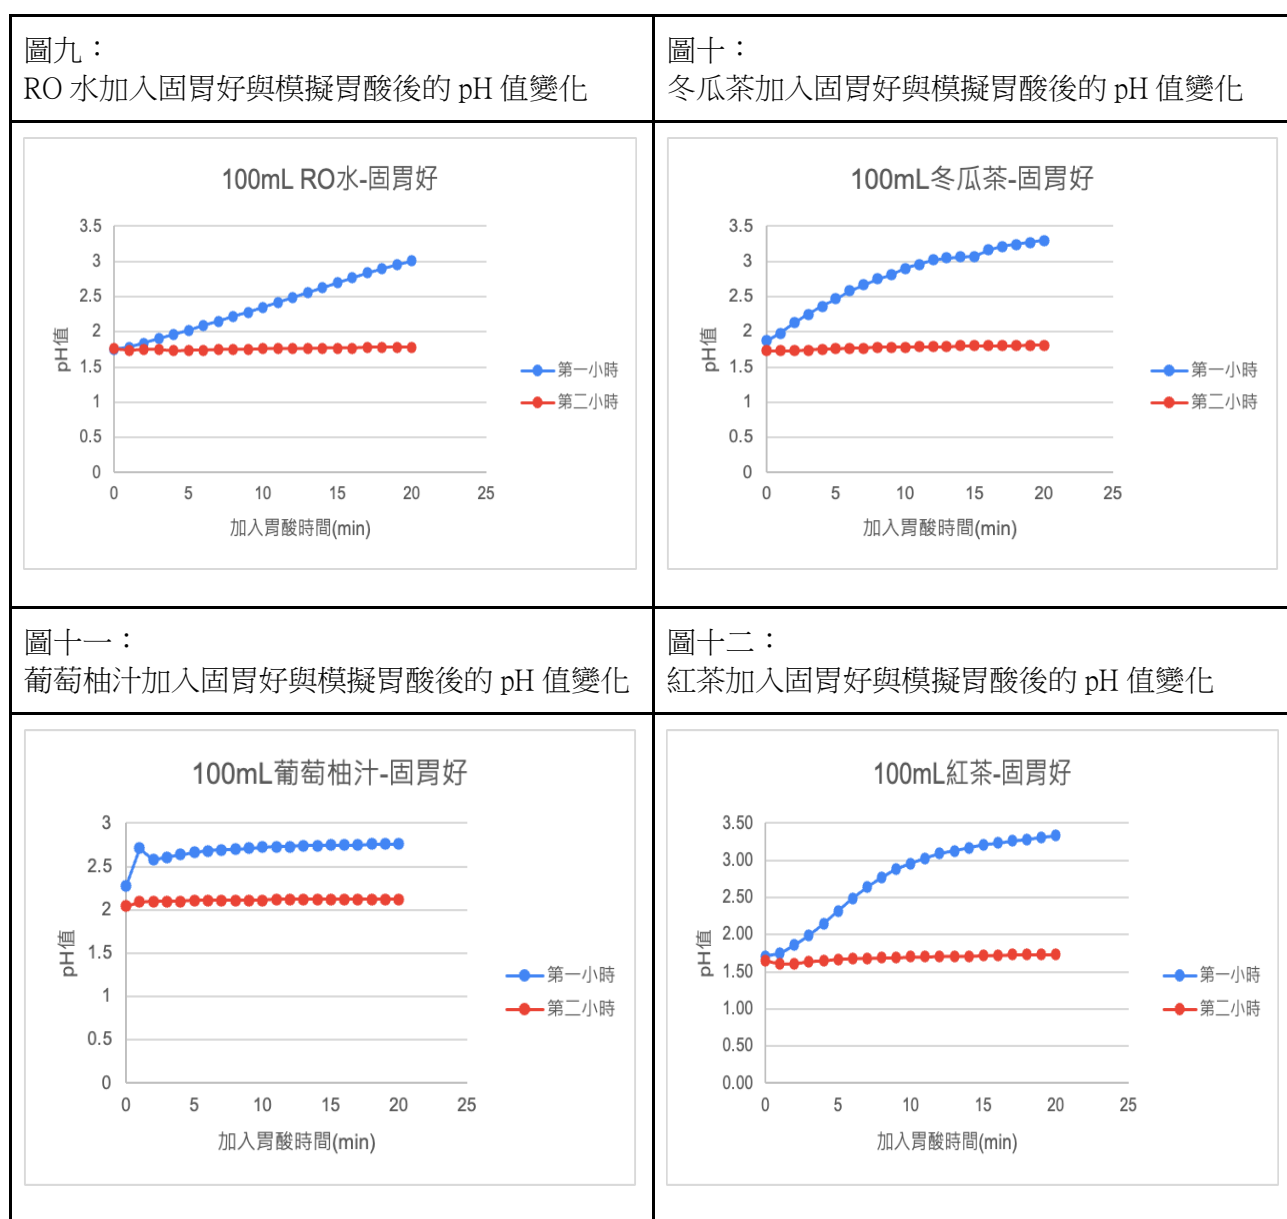 圖九：
RO 水加入固胃好與模擬胃酸後的 pH 值變化
圖十：
冬瓜茶加入固胃好與模擬胃酸後的 pH 值變化
100mL RO水-固胃好
3.5
3
2.5
2
1.5
1
0.5
0
pH值
0 5 10 15 20 25
加入胃酸時間(min)
第一小時
第二小時
100mL冬瓜茶-固胃好
3.5
3
2.5
2
1.5
1
0.5
0
pH值
0 5 10 15 20 25
加入胃酸時間(min)
第一小時
第二小時
圖十一：
葡萄柚汁加入固胃好與模擬胃酸後的 pH 值變化
圖十二：
紅茶加入固胃好與模擬胃酸後的 pH 值變化
100mL葡萄柚汁-固胃好
3
2.5
2
1.5
1
0.5
0
pH值
0 5 10 15 20 25
加入胃酸時間(min)
第一小時
第二小時
100mL紅茶-固胃好
3.50
3.00
2.50
2.00
1.50
1.00
0.50
0.00
pH值
0 5 10 15 20 25
加入胃酸時間(min)
第一小時
第二小時